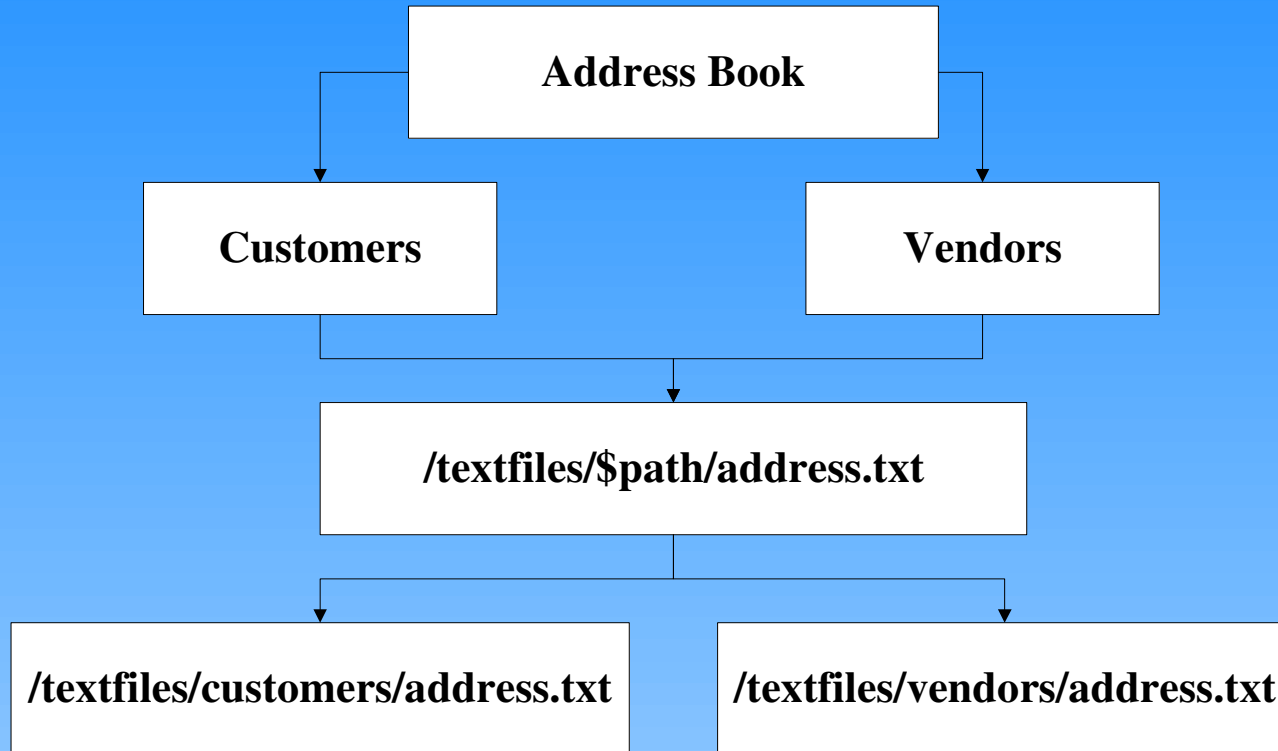 Address Book
Customers
Vendors
/textfiles/$path/address.txt
/textfiles/customers/address.txt
/textfiles/vendors/address.txt